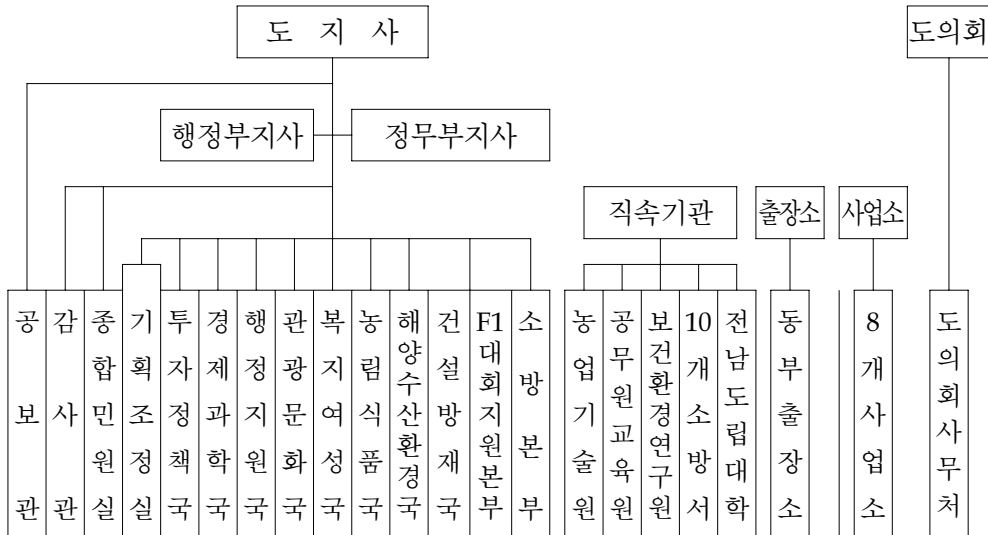 도 지 사
도의회
행정부지사
정무부지사
직속기관
출장소
사업소
공보관
감사관
종합민원실
기획조정실
투자정책국
경제과학국
행정지원국
관광문화국
복지여성국
농림식품국
해양수산환경국
건설방재국
F1대회지원본부
소방본부
농업기술원
공무원교육원
보건환경연구원
10개소방서
전남도립대학
동부출장소
8개사업소
도의회사무처